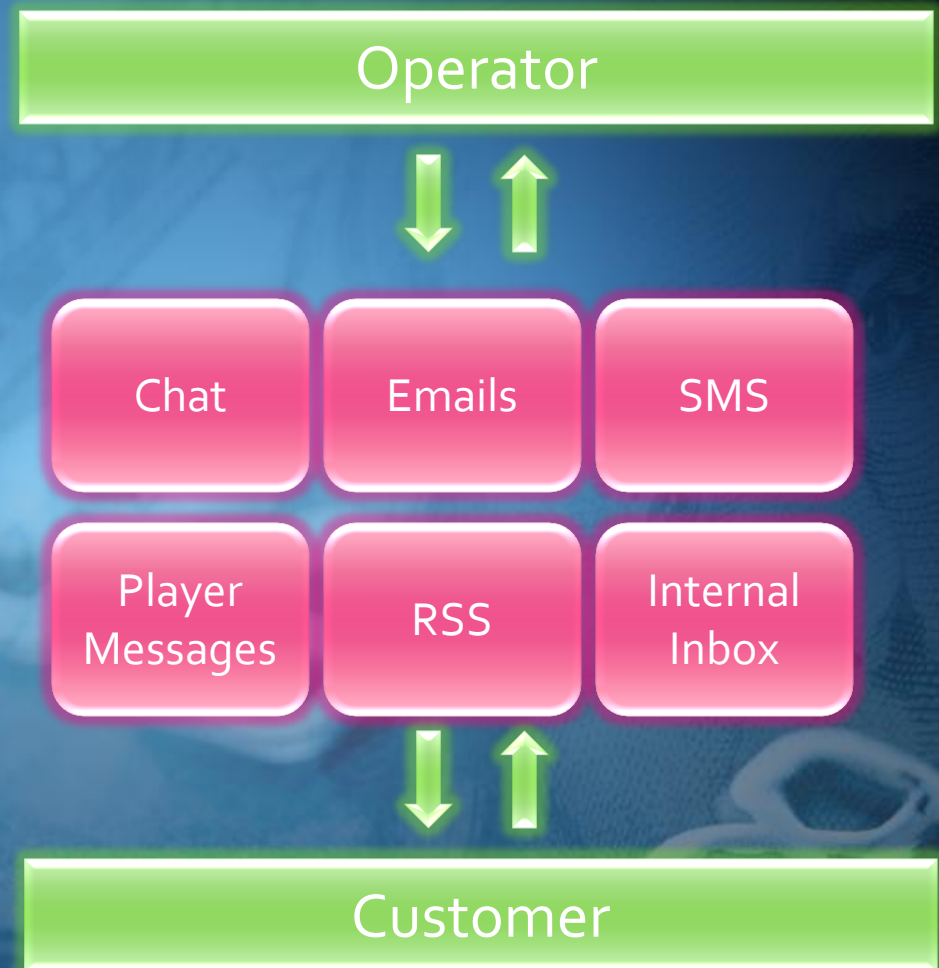 Operator
Chat
Emails
SMS
Player
Messages
RSS
Internal
Inbox
Customer